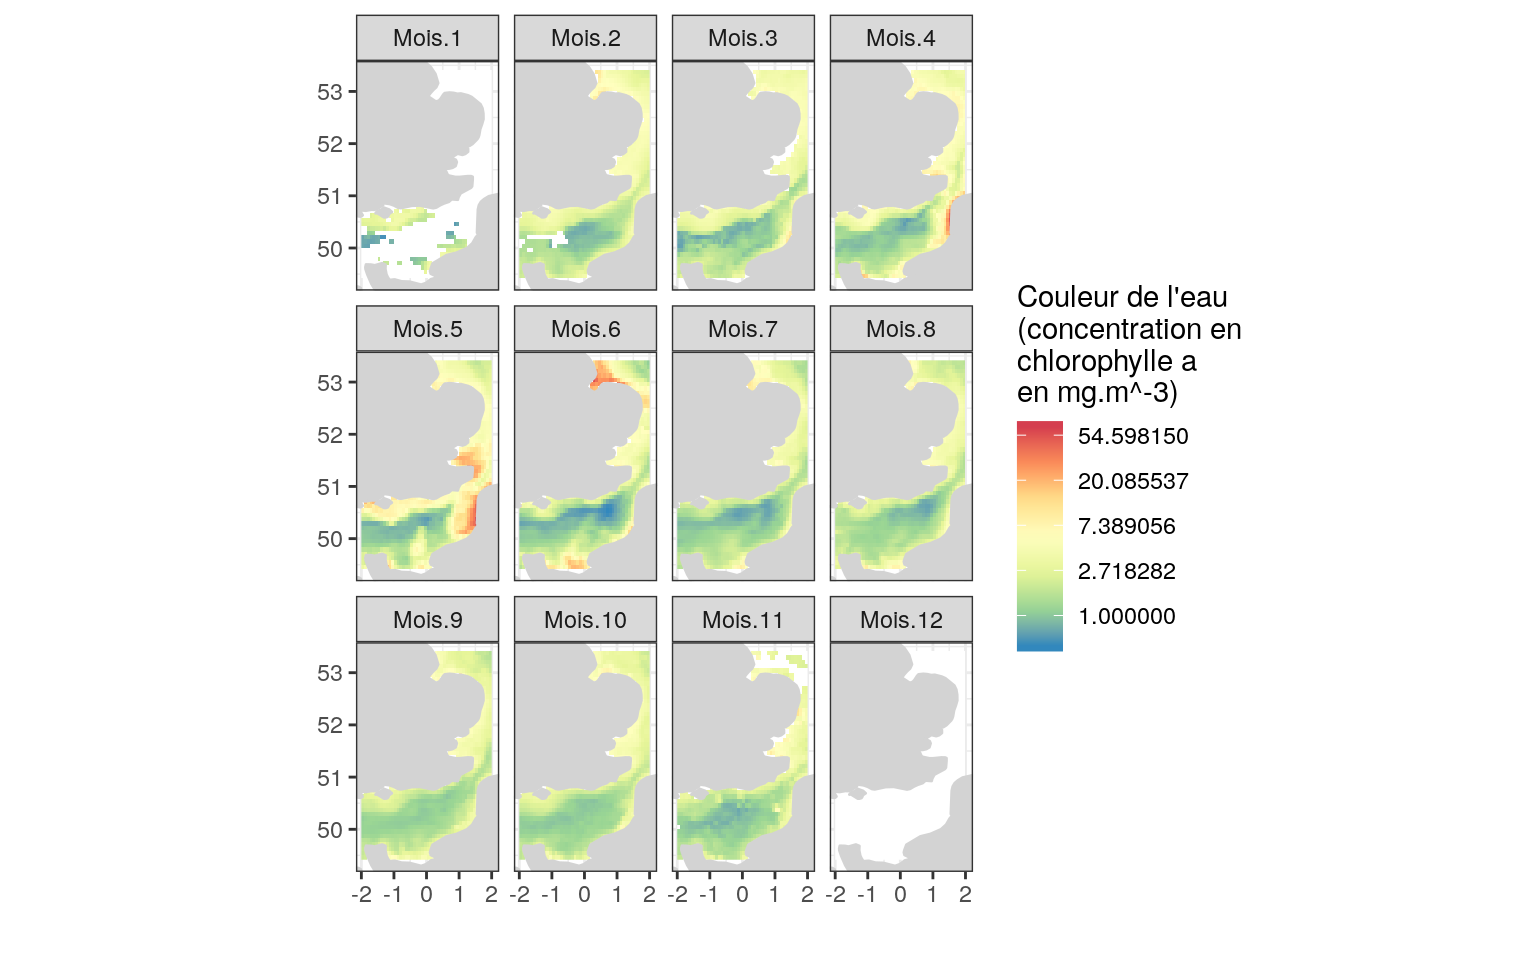 Mois.1 Mois.2 Mois.3 Mois.4
53
52
51
50
Mois.5 Mois.6 Mois.7 Mois.8
53
52
51
50
Mois.9 Mois.10 Mois.11 Mois.12
53
52
51
50
-2 -1 0 1 2 -2 -1 0 1 2 -2 -1 0 1 2 -2 -1 0 1 2
Couleur de l'eau
(concentration en
chlorophylle a
en mg.m^-3)
54.598150
20.085537
7.389056
2.718282
1.000000